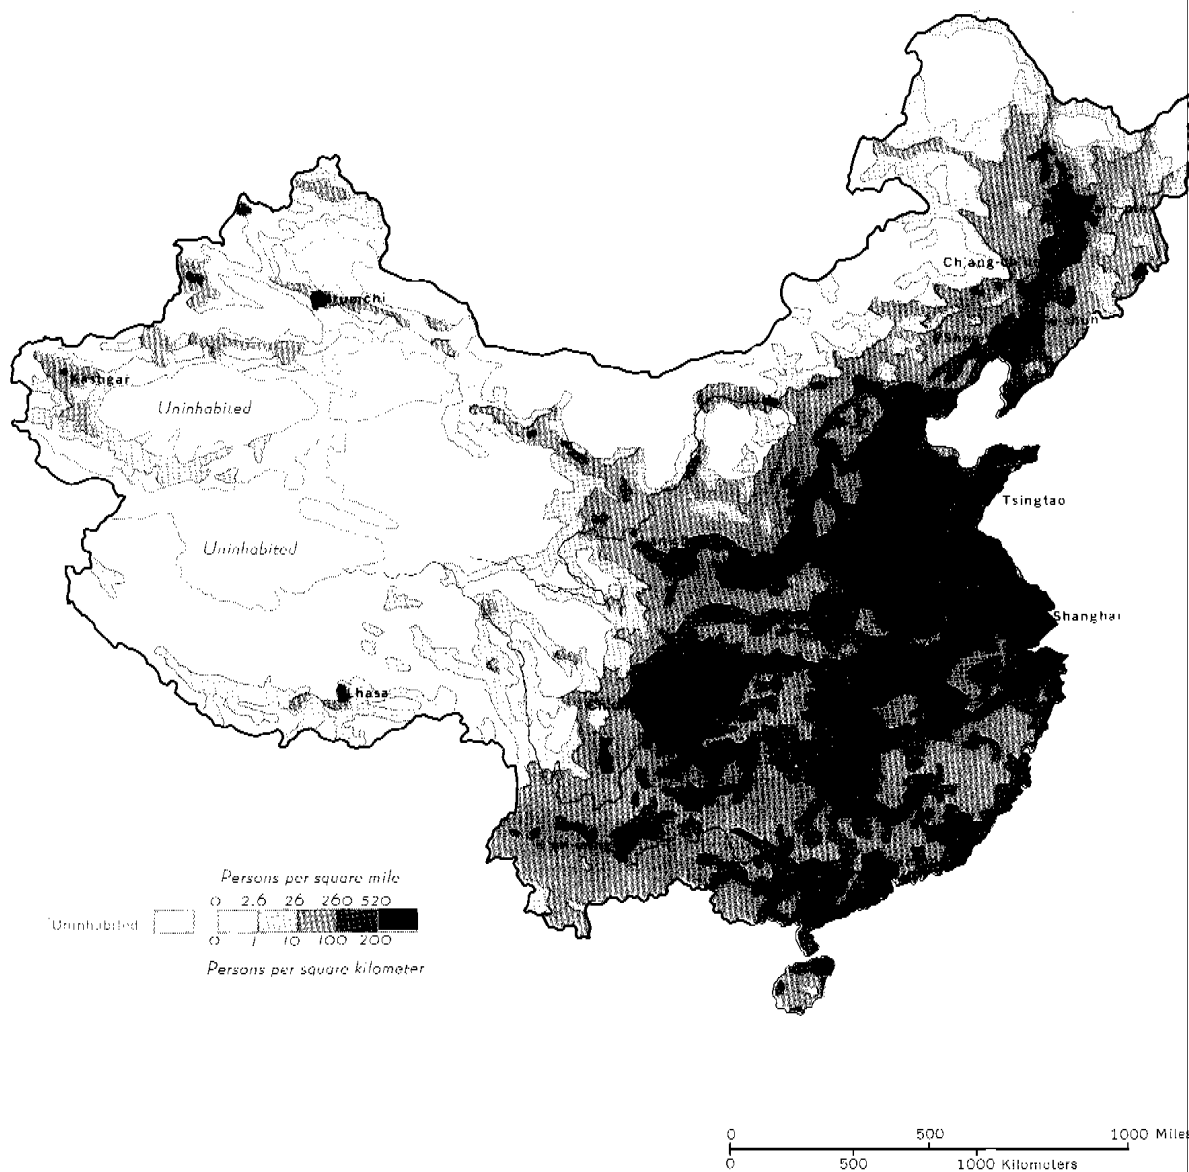 Uninhabited
Kashgar
Uninhabited
Tsingtao
Shanghai
Lhasa
Persons per square mile
0 2.6 26 260 520
Uninhabited
0 1 10 100 200
Persons per square kilometer
0 500 1000 Miles
0 500 1000 Kilometers